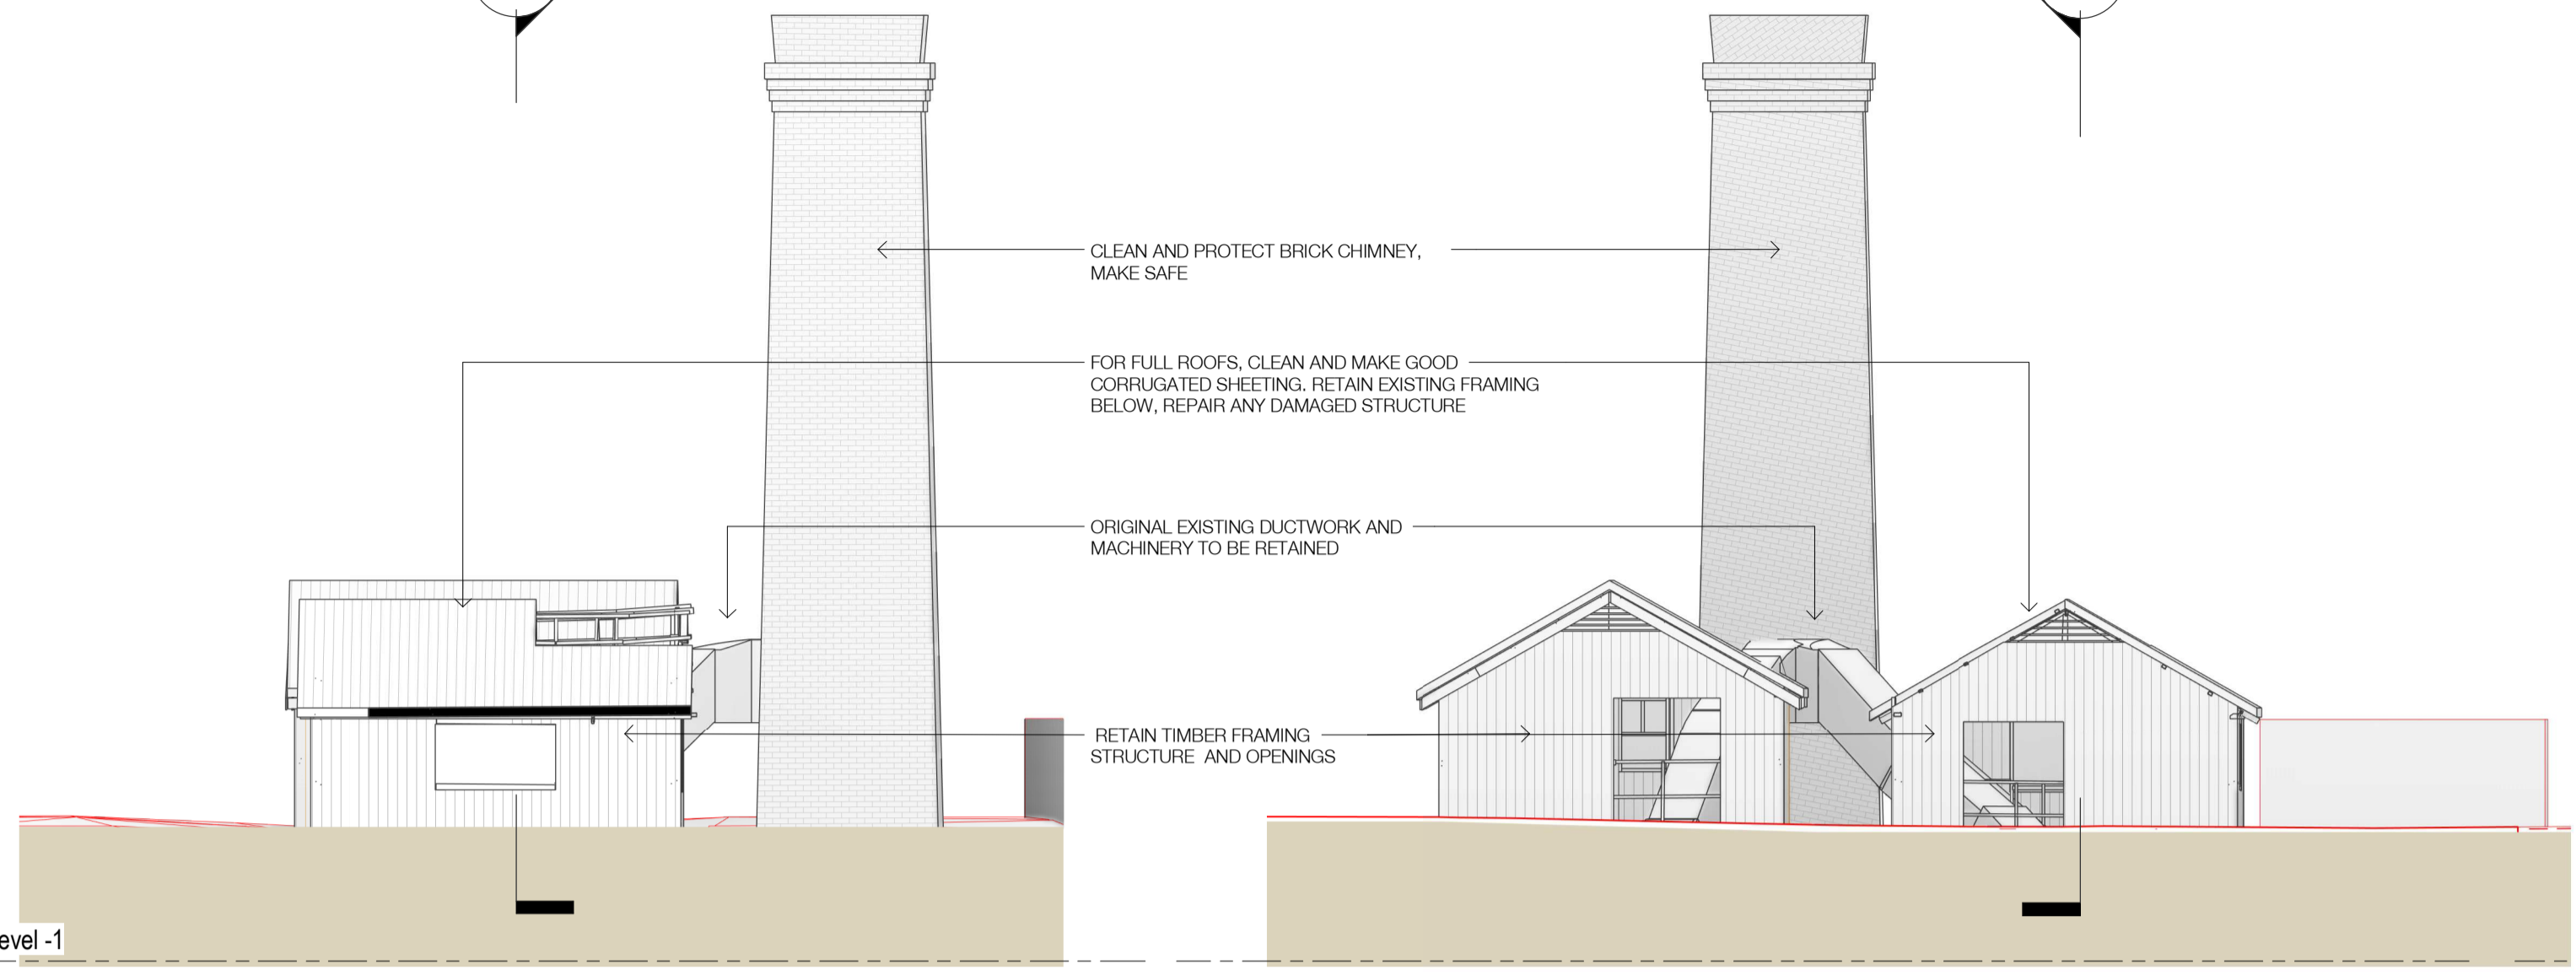 CLEAN AND PROTECT BRICK CHIMNEY,
MAKE SAFE
FOR FULL ROOFS, CLEAN AND MAKE GOOD
CORRUGATED SHEETING. RETAIN EXISTING FRAMING
BELOW, REPAIR ANY DAMAGED STRUCTURE
ORIGINAL EXISTING DUCTWORK AND
MACHINERY TO BE RETAINED
RETAIN TIMBER FRAMING
STRUCTURE AND OPENINGS
evel -1